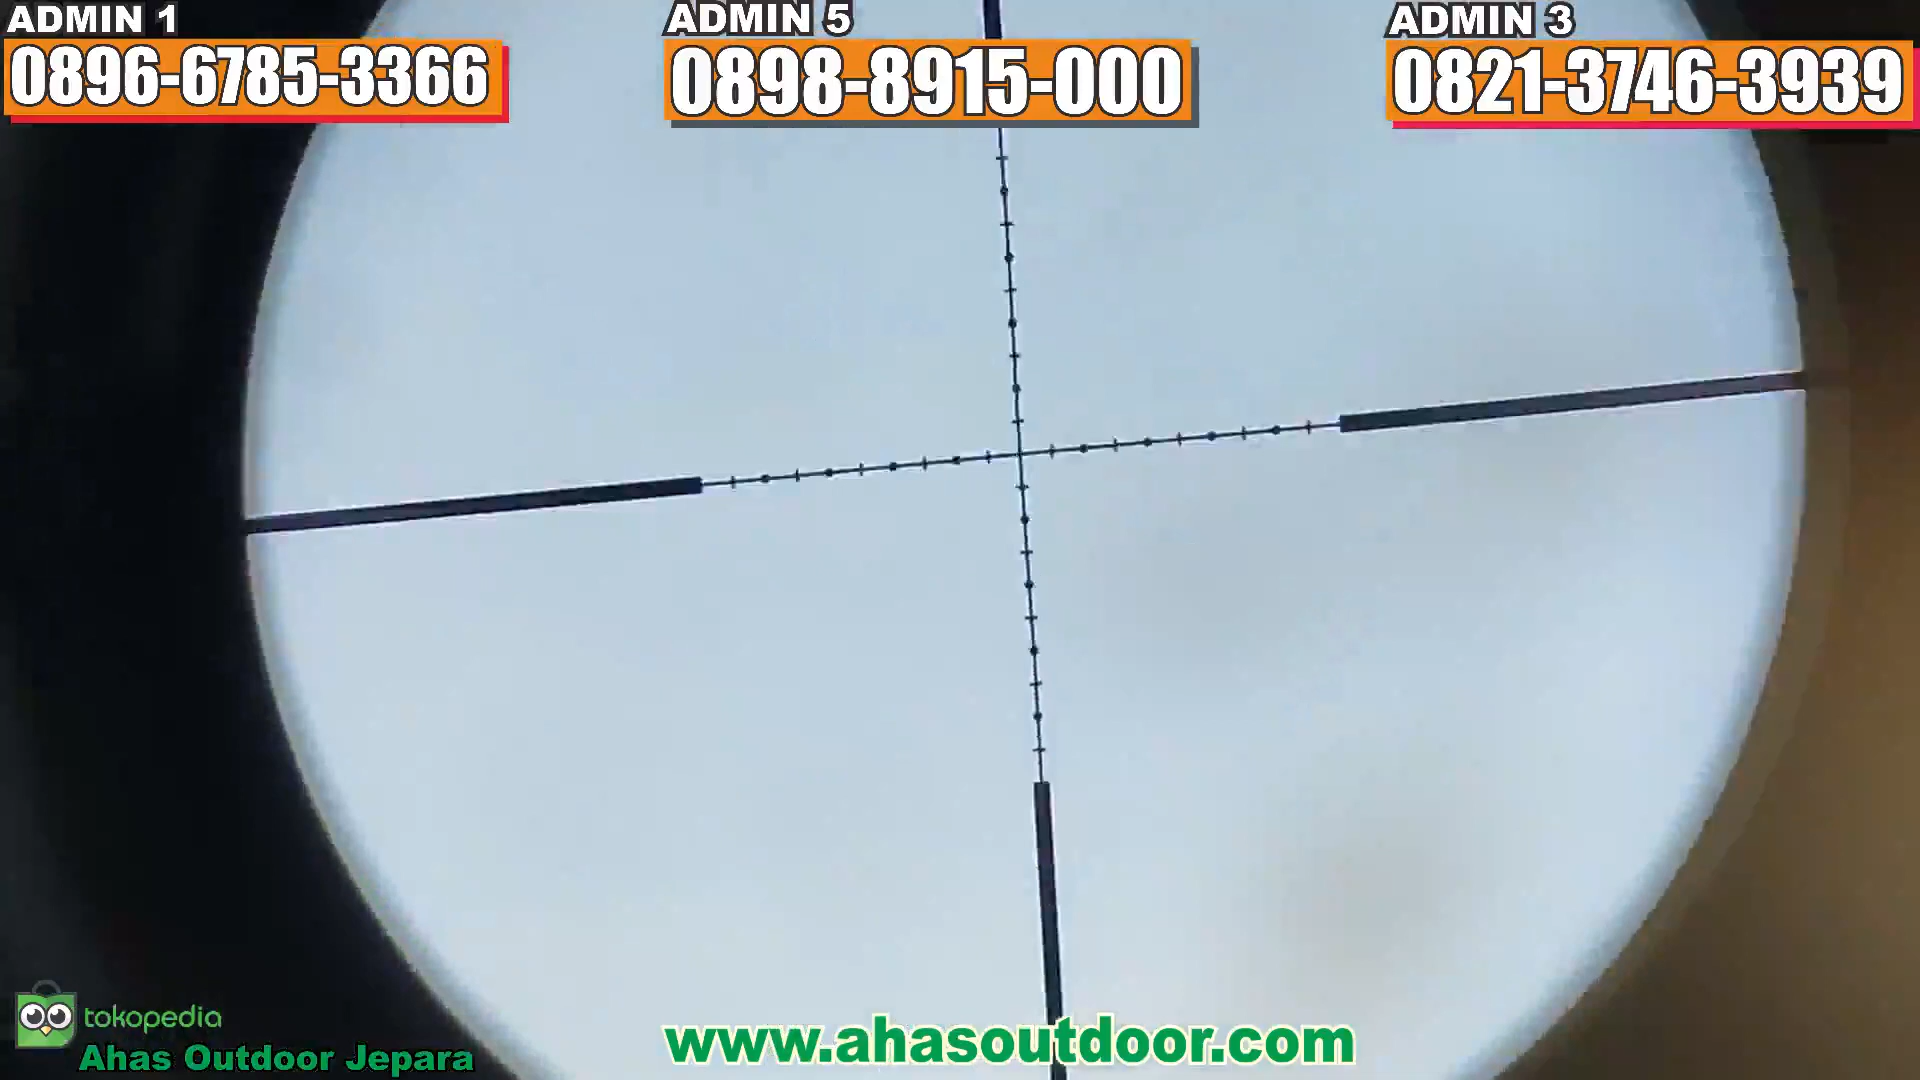 ADMIN 1
0896-6785-3366
ADMIN 5
0898-8915-000
ADMIN 3
0821-3746-3939
tokopedia
Ahas Outdoor Jepara
www.ahasoutdoor.com